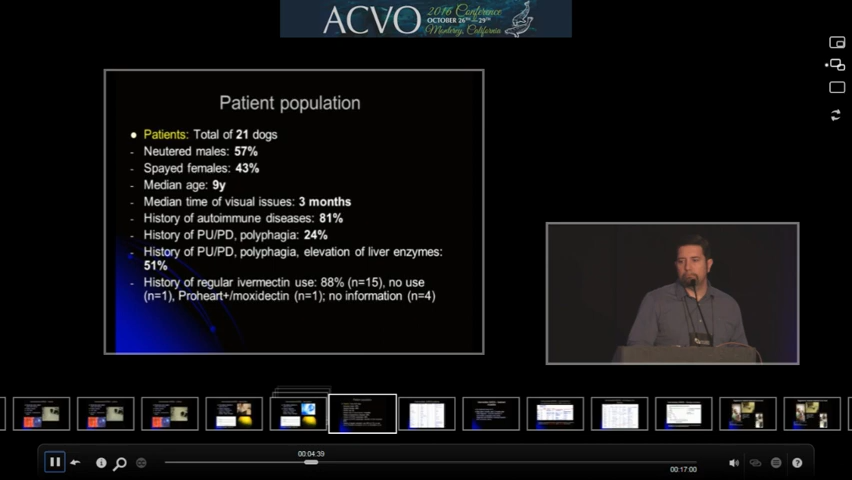 ACVO
2016 Conference
OCTOBER 26TH-29TH
Monterey, California
Patient population
Patients: Total of 21 dogs
- Neutered males: 57%
- Spayed females: 43%
- Median age: 9y
- Median time of visual issues: 3 months
- History of autoimmune diseases: 81%
- History of PU/PD, polyphagia: 24%
- History of PU/PD, polyphagia, elevation of liver enzymes:
51%
- History of regular ivermectin use: 88% (n=15), no use
(n=1), Proheart+/moxidectin (n=1); no information (n=4)
00:04:39
00:17:00